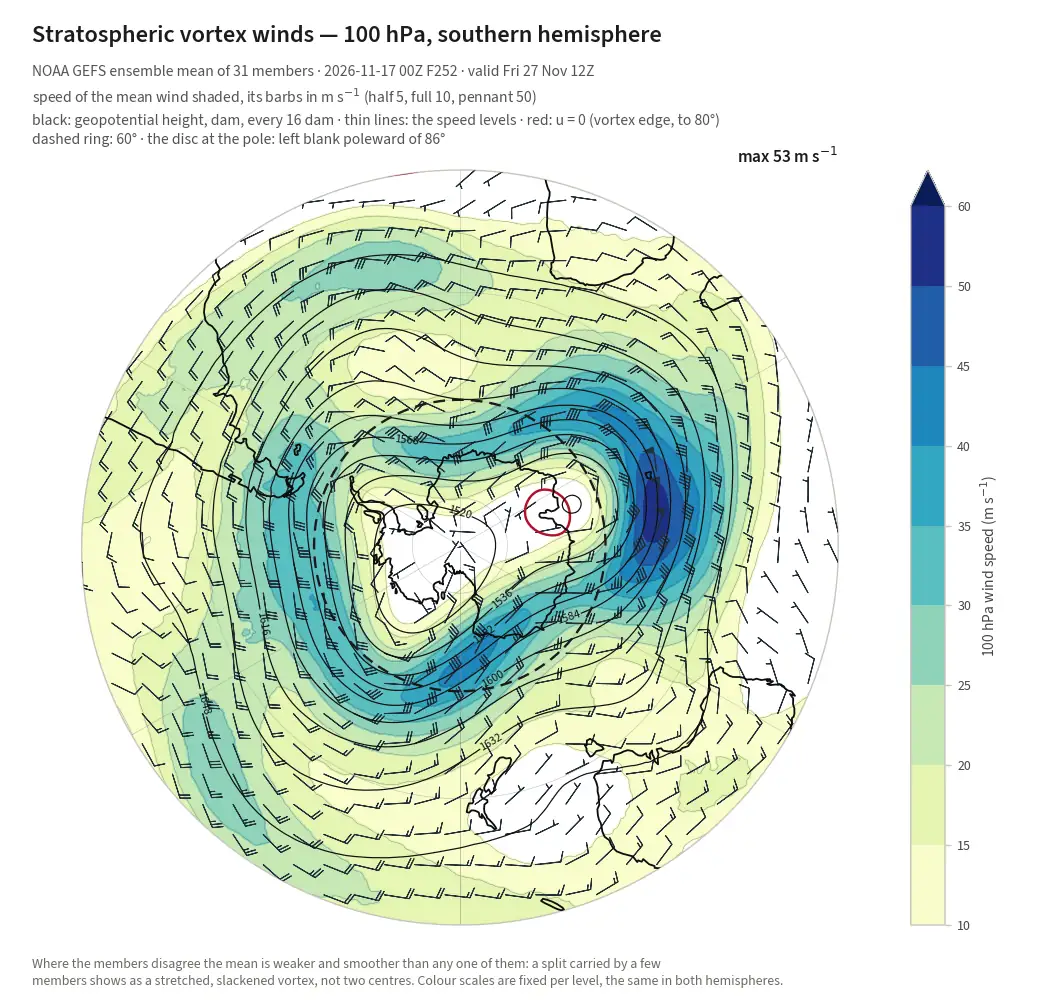 Stratospheric vortex winds — 100 hPa, southern hemisphere
NOAA GEFS ensemble mean of 31 members · 2026-11-17 00Z F252 · valid Fri 27 Nov 12Z
speed of the mean wind shaded, its barbs in m s⁻¹ (half 5, full 10, pennant 50)
black: geopotential height, dam, every 16 dam · thin lines: the speed levels · red: u = 0 (vortex edge, to 80°)
dashed ring: 60° · the disc at the pole: left blank poleward of 86°
max 53 m s⁻¹
60
50
45
40
35
30
25
20
15
10
100 hPa wind speed (m s⁻¹)
1568
1520
1536
1584
1616
1600
1648
1632
Where the members disagree the mean is weaker and smoother than any one of them: a split carried by a few
members shows as a stretched, slackened vortex, not two centres. Colour scales are fixed per level, the same in both hemispheres.